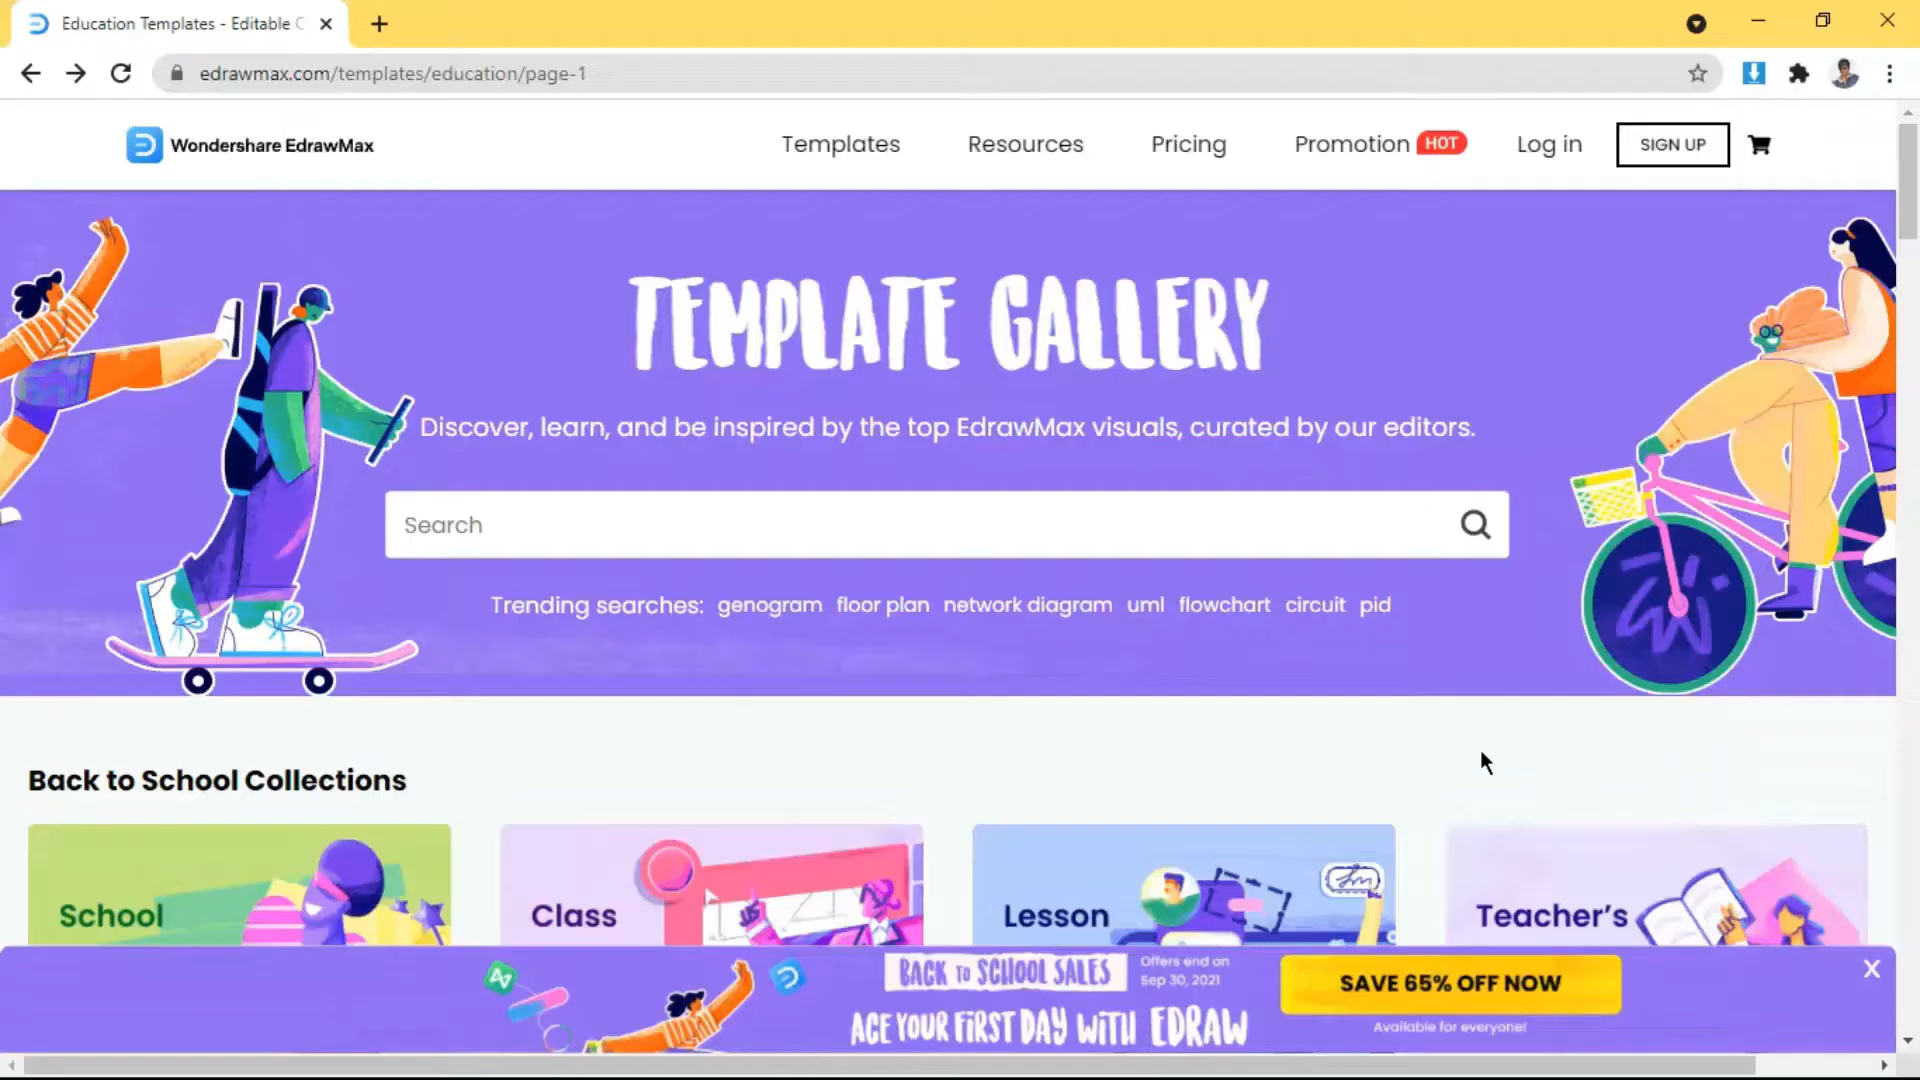 Education Templates - Editable C
edrawmax.com/templates/education/page-1
Wondershare EdrawMax
Templates
Resources
Pricing
Promotion HOT
Log in
SIGN UP
TEMPLATE GALLERY
Discover, learn, and be inspired by the top EdrawMax visuals, curated by our editors.
Search
Trending searches: genogram floor plan network diagram uml flowchart circuit pid
Back to School Collections
School
Class
Lesson
Teacher's
BACK TO SCHOOL SALES
Offers end on
Sep 30, 2021
ACE YOUR FIRST DAY WITH EDRAW
SAVE 65% OFF NOW
Available for everyone!
X